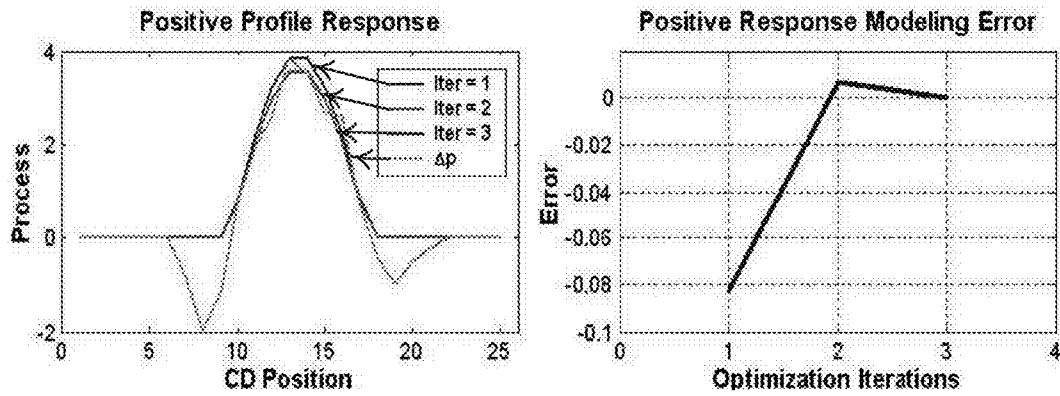 Positive Profile Response
4
2
0
-2
Process
0
5
10
15
20
25
CD Position
Iter = 1
Iter = 2
Iter = 3
Δp
Positive Response Modeling Error
0
-0.02
-0.04
-0.06
-0.08
-0.1
Error
0
1
2
3
4
Optimization Iterations